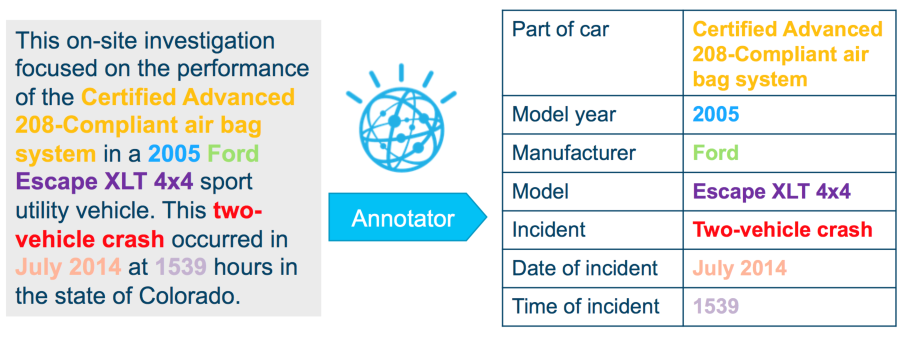 This on-site investigation
focused on the performance
of the Certified Advanced
208-Compliant air bag
system in a 2005 Ford
Escape XLT 4x4 sport
utility vehicle. This two-
vehicle crash occurred in
July 2014 at 1539 hours in
the state of Colorado.
Annotator
Part of car
Certified Advanced
208-Compliant air
bag system
Model year
2005
Manufacturer
Ford
Model
Escape XLT 4x4
Incident
Two-vehicle crash
Date of incident
July 2014
Time of incident
1539